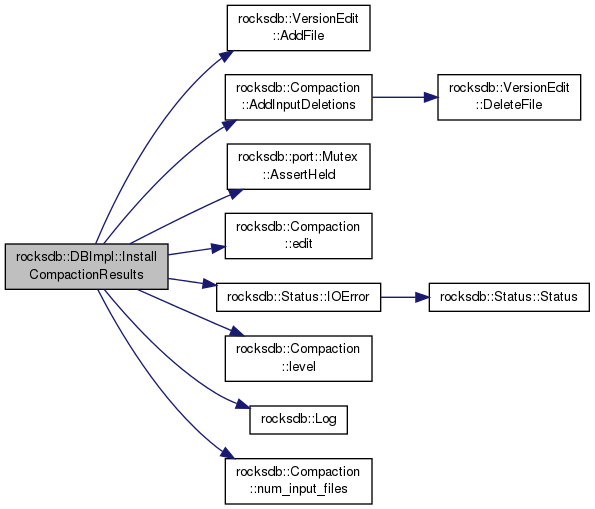 rocksdb::VersionEdit
::AddFile
rocksdb::Compaction
::AddInputDeletions
rocksdb::VersionEdit
::DeleteFile
rocksdb::port::Mutex
::AssertHeld
rocksdb::Compaction
::edit
rocksdb::DBImpl::Install
CompactionResults
rocksdb::Status::IOError
rocksdb::Status::Status
rocksdb::Compaction
::level
rocksdb::Log
rocksdb::Compaction
::num_input_files